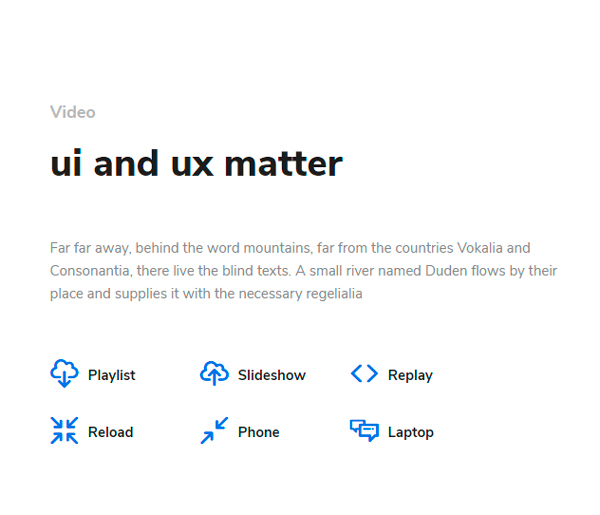 Video
ui and ux matter
Far far away, behind the word mountains, far from the countries Vokalia and
Consonantia, there live the blind texts. A small river named Duden flows by their
place and supplies it with the necessary regelialia
Playlist
Slideshow
Replay
Reload
Phone
Laptop